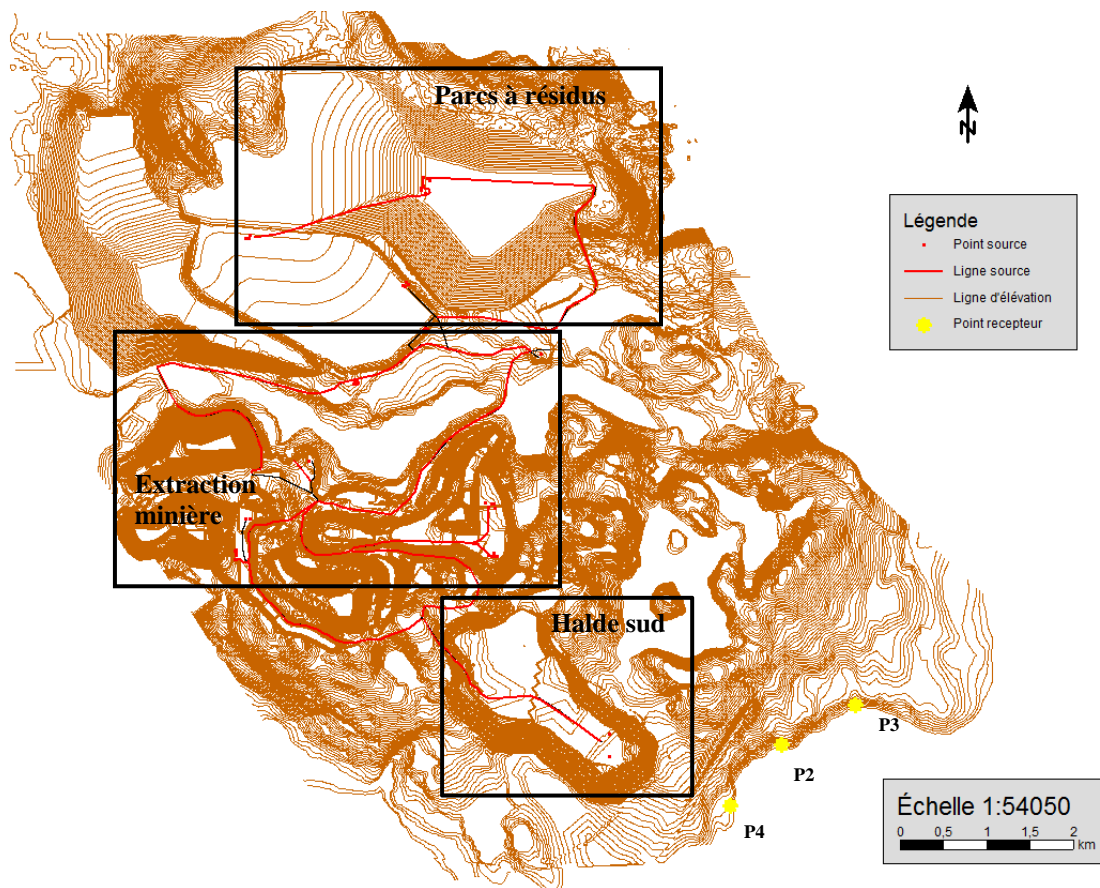 Parcs à résidus
N
Légende
Point source
Ligne source
Ligne d'élévation
Point recepteur
Extraction
minière
Halde sud
P3
P2
P4
Échelle 1:54050
0 0,5 1 1,5 2
km